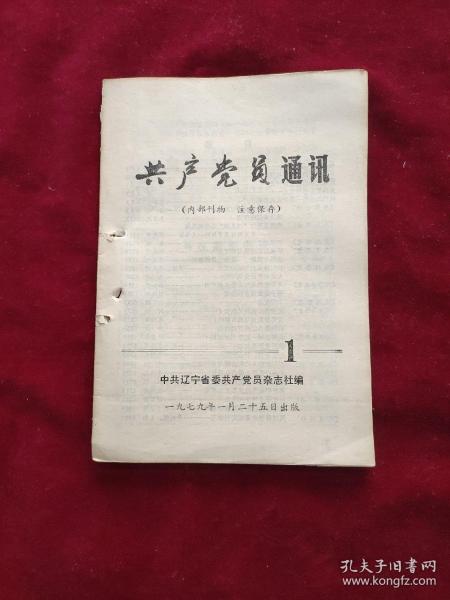 共产党员通讯
(内部刊物 注意保存)
1
中共辽宁省委共产党员杂志社编
一九七九年一月二十五日出版
孔夫子旧书网
www.kongfz.com